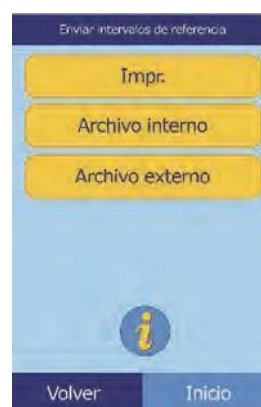 Enviar intervalos de referencia
Impr.
Archivo interno
Archivo externo
i
Volver
Inicio